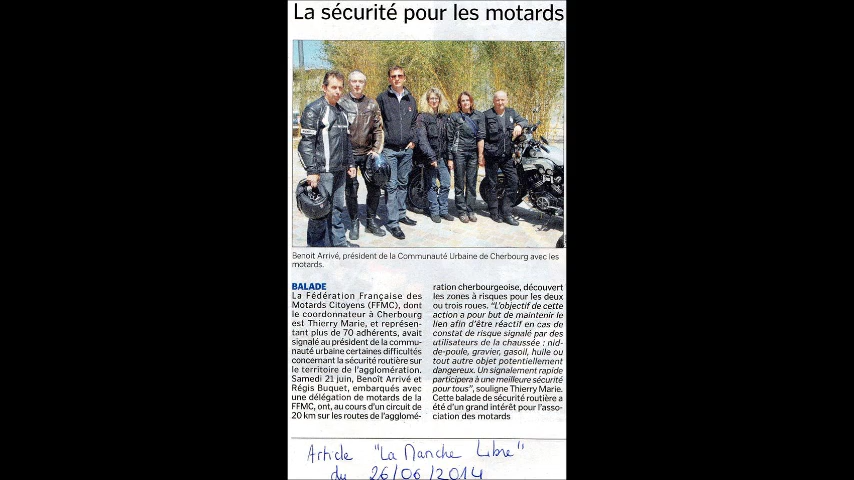 La sécurité pour les motards
Benoît Arrivé, président de la Communauté Urbaine de Cherbourg avec les
motards.
BALADE
La Fédération Française des
Motards Citoyens (FFMC), dont
le coordonnateur à Cherbourg
est Thierry Marie, et représen-
tant plus de 70 adhérents, avait
signalé au président de la commu-
nauté urbaine certaines difficultés
concernant la sécurité routière sur
le territoire de l'agglomération.
Samedi 21 juin, Benoît Arrivé et
Régis Buquet, embarqués avec
une délégation de motards de la
FFMC, ont, au cours d'un circuit de
20 km sur les routes de l'agglomé-
ration cherbourgeoise, découvert
les zones à risques pour les deux
ou trois roues. "L'objectif de cette
action a pour but de maintenir le
lien afin d'être réactif en cas de
constat de risque signalé par des
utilisateurs de la chaussée : nid-
de-poule, gravier, gasoil, huile ou
tout autre objet potentiellement
dangereux. Un signalement rapide
participera à une meilleure sécurité
pour tous", souligne Thierry Marie.
Cette balade de sécurité routière a
été d'un grand intérêt pour l'asso-
ciation des motards
Article "La Manche Libre"
du 26/06/2014